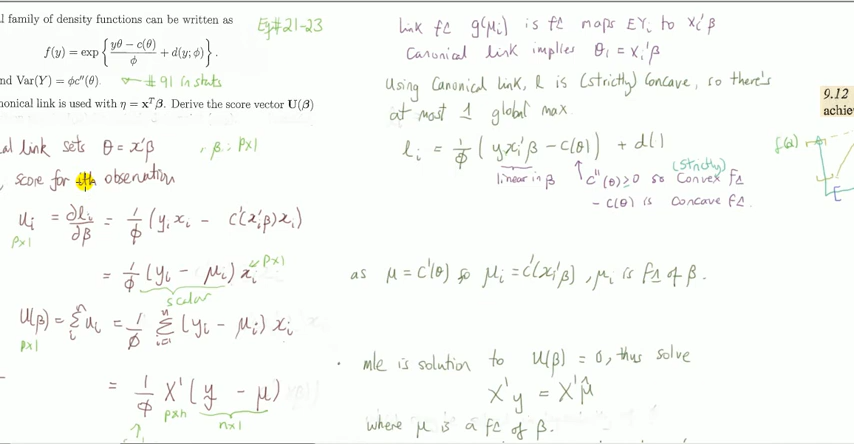 l family of density functions can be written as
Eg# 21-23
f(y) = exp { (yθ − c(θ))/φ + d(y; φ) } .
nd Var(Y) = φc″(θ). # 91 in stats
nonical link is used with η = xᵀβ. Derive the score vector U(β)
al link sets θ = x'β , β : p×1
score for ith observation
uᵢ = ∂lᵢ/∂β = 1/φ (yᵢxᵢ − c'(xᵢ'β)xᵢ)
p×1
= 1/φ (yᵢ − μᵢ) xᵢ p×1
scalar
U(β) = Σᵢⁿ uᵢ = 1/φ Σᵢ₌₁ⁿ (yᵢ − μᵢ) xᵢ
p×1
= 1/φ X' (y − μ)
p×n n×1
Link fc g(μᵢ) is fc maps EYᵢ to xᵢ'β
Canonical link implies θᵢ = xᵢ'β
Using Canonical Link, l is (strictly) concave, so there's
at most 1 global max
lᵢ = 1/φ (yxᵢ'β − c(θ)) + d()
linear in β c″(θ) ≥ 0 so (strictly) Convex fc
− c(θ) is Concave fc
as μ = c'(θ) so μᵢ = c'(xᵢ'β) , μᵢ is fc of β.
mle is solution to U(β) = 0, thus solve
X'y = X'μ̂
where μ is a fc of β.
9.12
achie
f(a)
E